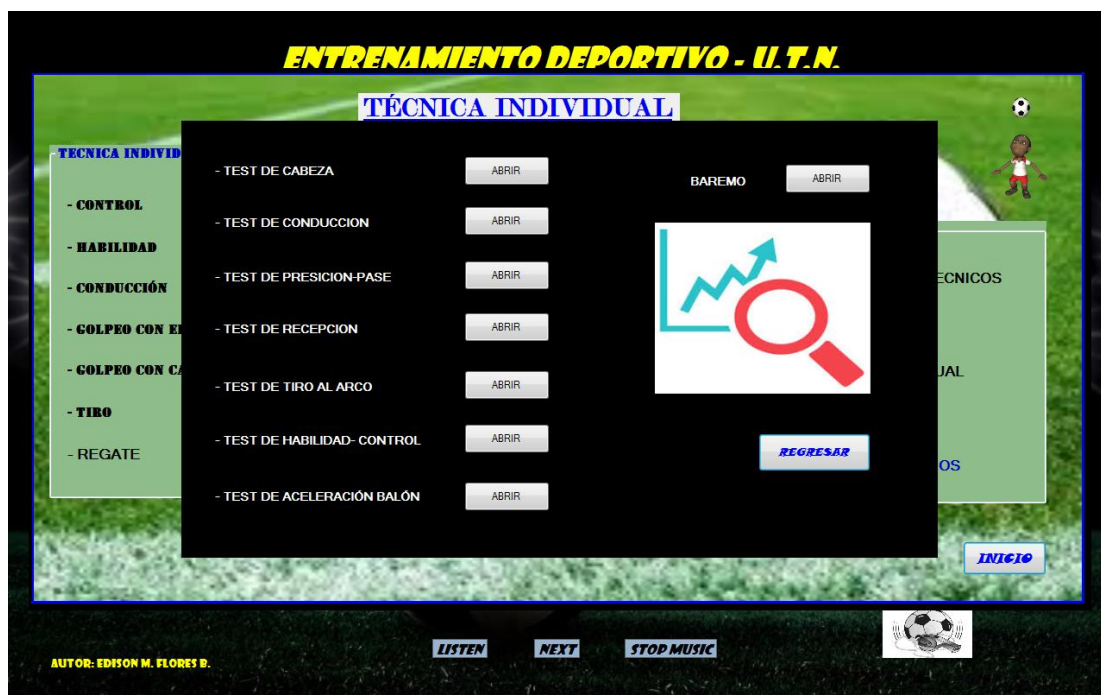 ENTRENAMIENTO DEPORTIVO - U.T.N.
TÉCNICA INDIVIDUAL
TECNICA INDIVID
- CONTROL
- HABILIDAD
- CONDUCCIÓN
- GOLPEO CON
- GOLPEO CON
- TIRO
- REGATE
- TEST DE CABEZA ABRIR
- TEST DE CONDUCCION ABRIR
- TEST DE PRESICION-PASE ABRIR
- TEST DE RECEPCION ABRIR
- TEST DE TIRO AL ARCO ABRIR
- TEST DE HABILIDAD- CONTROL ABRIR
- TEST DE ACELERACIÓN BALÓN ABRIR
BAREMO ABRIR
REGRESAR
ECNICOS
UAL
OS
INICIO
LISTEN NEXT STOP MUSIC
AUTOR: EDISON M. FLORES B.